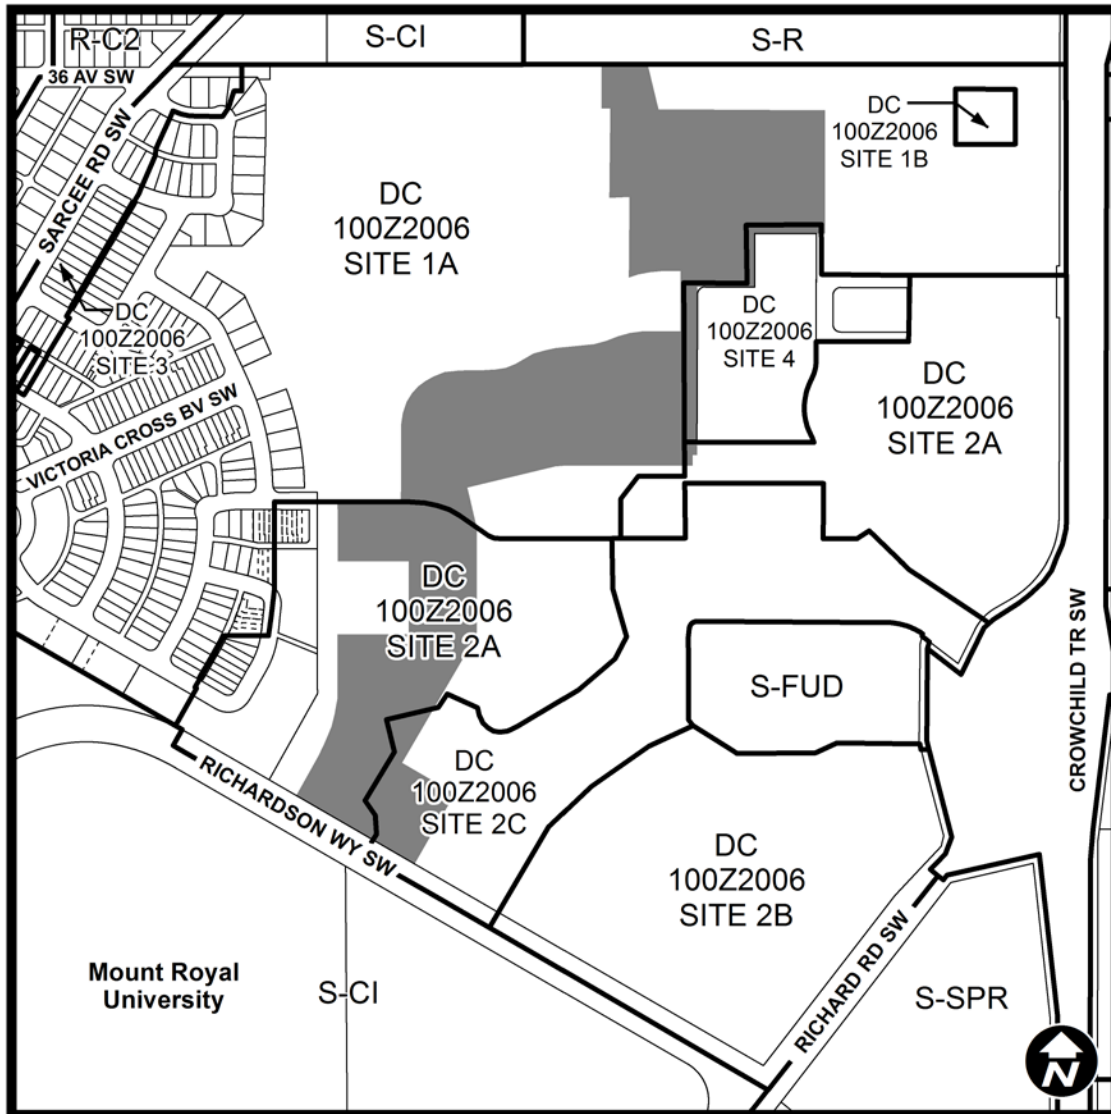 R-C2
S-CI
S-R
36 AV SW
SARCEE RD SW
DC
100Z2006
SITE 1B
DC
100Z2006
SITE 1A
DC
100Z2006
SITE 3
DC
100Z2006
SITE 4
DC
100Z2006
SITE 2A
VICTORIA CROSS BV SW
DC
100Z2006
SITE 2A
CROWCHILD TR SW
S-FUD
DC
100Z2006
SITE 2C
RICHARDSON WY SW
DC
100Z2006
SITE 2B
RICHARD RD SW
Mount Royal
University
S-CI
S-SPR
N